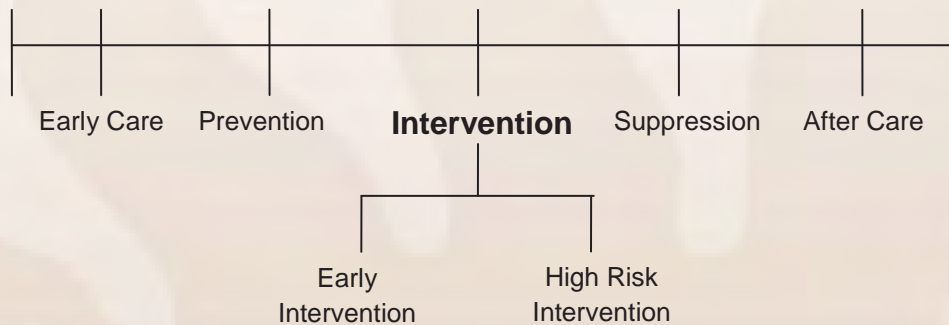 Early Care Prevention Intervention Suppression After Care
Early
Intervention
High Risk
Intervention